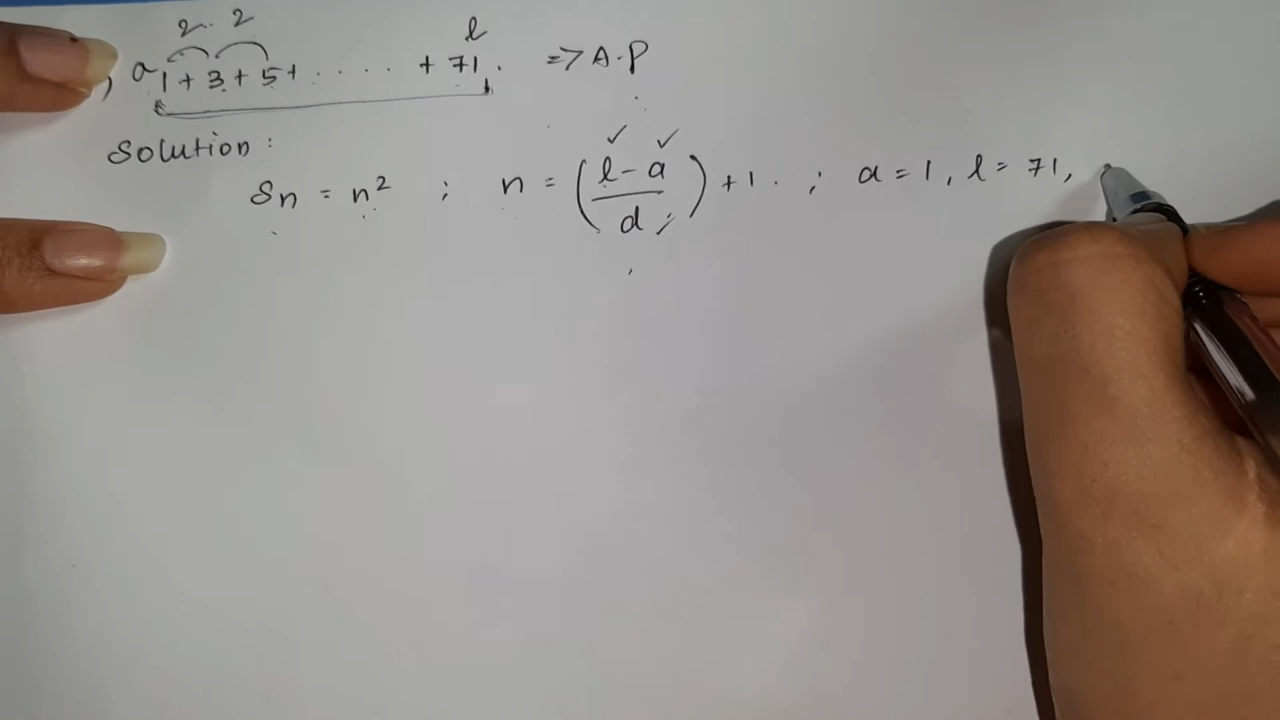 2 2
l
, a 1 + 3 + 5 + . . . . . + 71 . => A.P
Solution :
Sn = n² ; n = (l - a / d) + 1 . ; a = 1, l = 71,